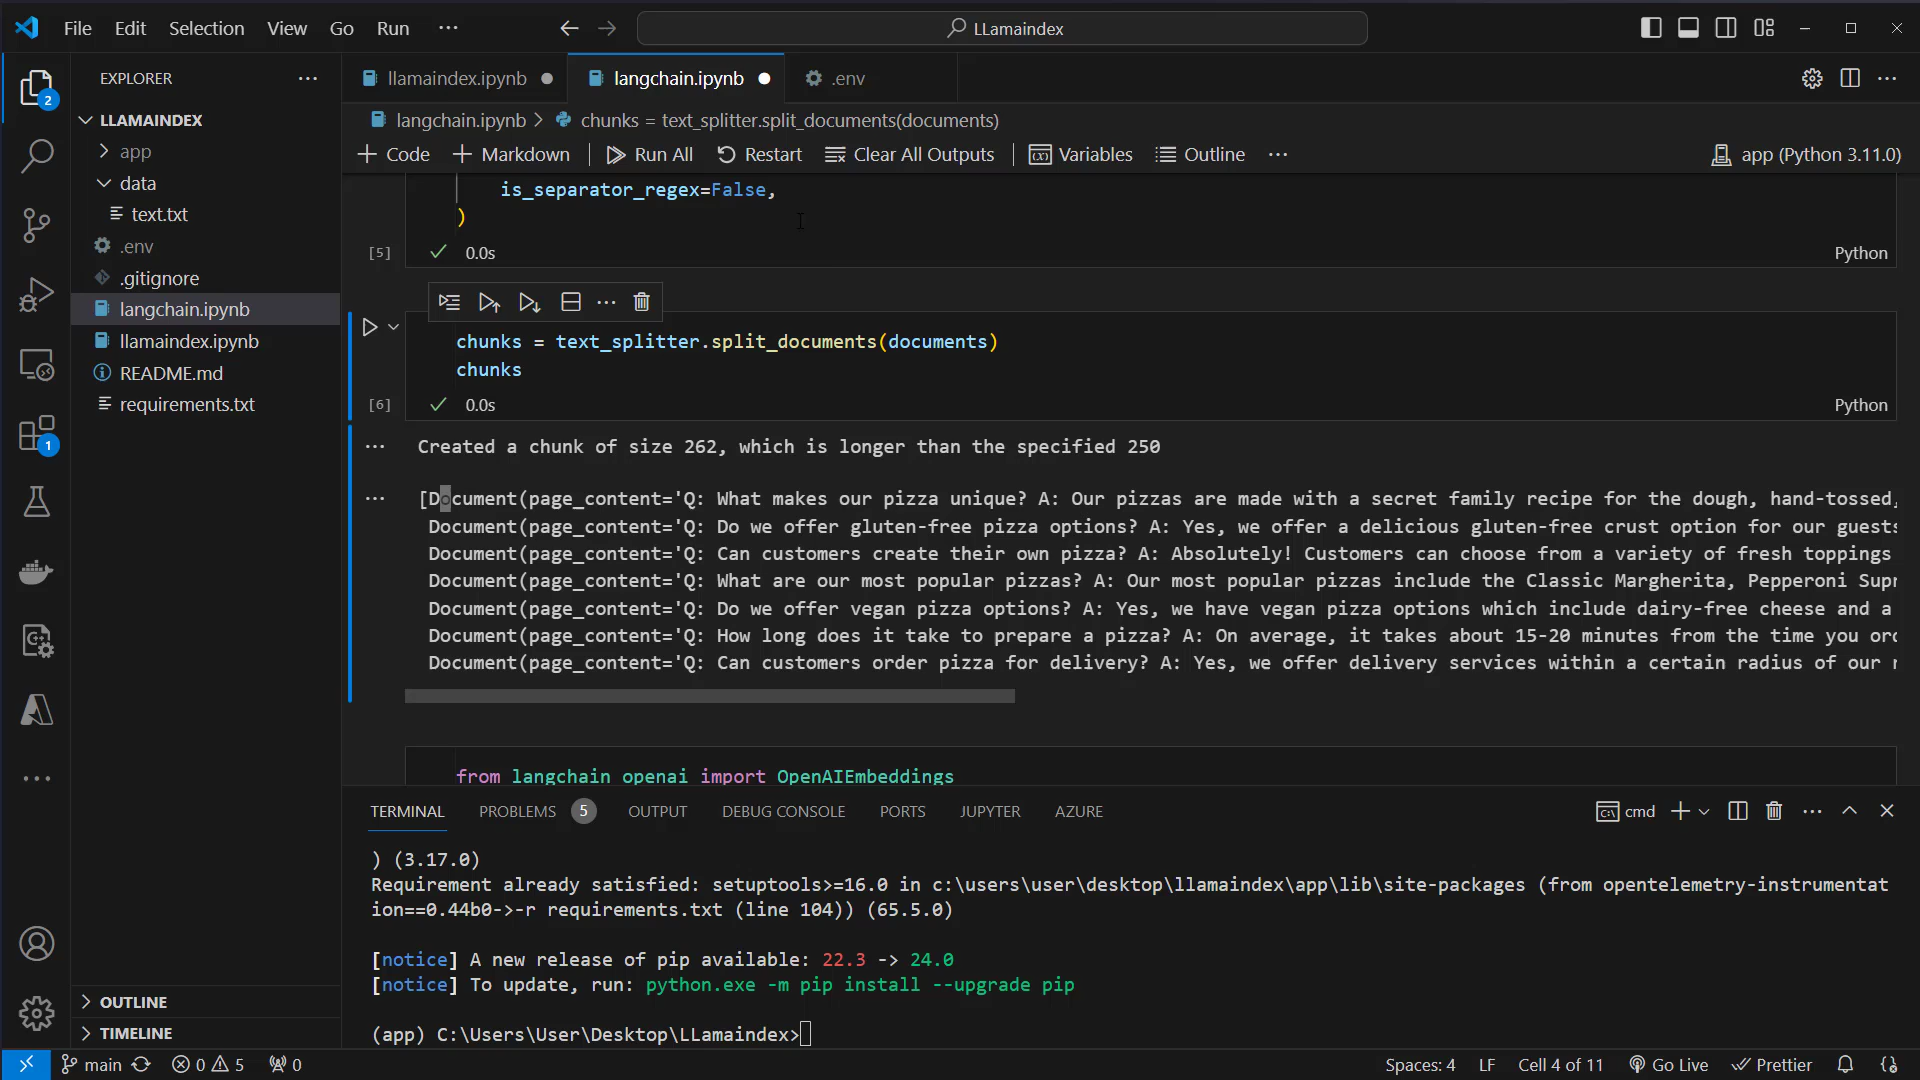 File Edit Selection View Go Run ··· LLamaindex
EXPLORER ···
2
LLAMAINDEX
app
data
text.txt
.env
.gitignore
langchain.ipynb
llamaindex.ipynb
README.md
requirements.txt
1
OUTLINE
TIMELINE
llamaindex.ipynb langchain.ipynb .env
langchain.ipynb > chunks = text_splitter.split_documents(documents)
+ Code + Markdown Run All Restart Clear All Outputs Variables Outline ··· app (Python 3.11.0)
is_separator_regex=False,
)
[5] 0.0s Python
chunks = text_splitter.split_documents(documents)
chunks
[6] 0.0s Python
Created a chunk of size 262, which is longer than the specified 250
[Document(page_content='Q: What makes our pizza unique? A: Our pizzas are made with a secret family recipe for the dough, hand-tossed,
Document(page_content='Q: Do we offer gluten-free pizza options? A: Yes, we offer a delicious gluten-free crust option for our guests
Document(page_content='Q: Can customers create their own pizza? A: Absolutely! Customers can choose from a variety of fresh toppings
Document(page_content='Q: What are our most popular pizzas? A: Our most popular pizzas include the Classic Margherita, Pepperoni Supr
Document(page_content='Q: Do we offer vegan pizza options? A: Yes, we have vegan pizza options which include dairy-free cheese and a
Document(page_content='Q: How long does it take to prepare a pizza? A: On average, it takes about 15-20 minutes from the time you ord
Document(page_content='Q: Can customers order pizza for delivery? A: Yes, we offer delivery services within a certain radius of our r
from langchain_openai import OpenAIEmbeddings
TERMINAL PROBLEMS 5 OUTPUT DEBUG CONSOLE PORTS JUPYTER AZURE cmd
) (3.17.0)
Requirement already satisfied: setuptools>=16.0 in c:\users\user\desktop\llamaindex\app\lib\site-packages (from opentelemetry-instrumentat
ion==0.44b0->-r requirements.txt (line 104)) (65.5.0)
[notice] A new release of pip available: 22.3 -> 24.0
[notice] To update, run: python.exe -m pip install --upgrade pip
(app) C:\Users\User\Desktop\LLamaindex>
main 0 5 0 Spaces: 4 LF Cell 4 of 11 Go Live Prettier